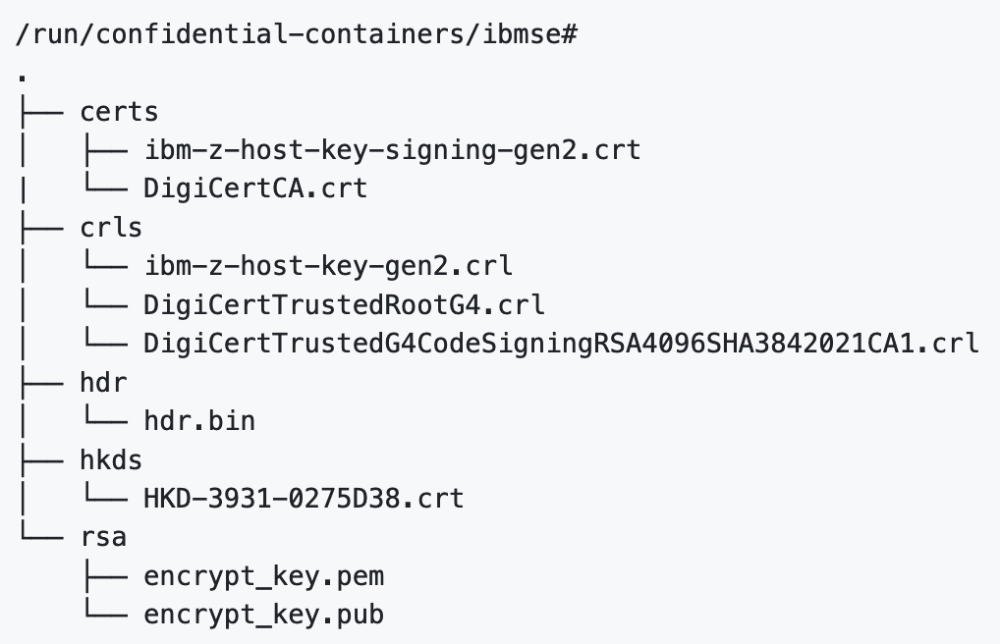 /run/confidential-containers/ibmse#
.
├── certs
│   ├── ibm-z-host-key-signing-gen2.crt
|   └── DigiCertCA.crt
├── crls
│   └── ibm-z-host-key-gen2.crl
│   └── DigiCertTrustedRootG4.crl
│   └── DigiCertTrustedG4CodeSigningRSA4096SHA3842021CA1.crl
├── hdr
│   └── hdr.bin
├── hkds
│   └── HKD-3931-0275D38.crt
└── rsa
    ├── encrypt_key.pem
    └── encrypt_key.pub